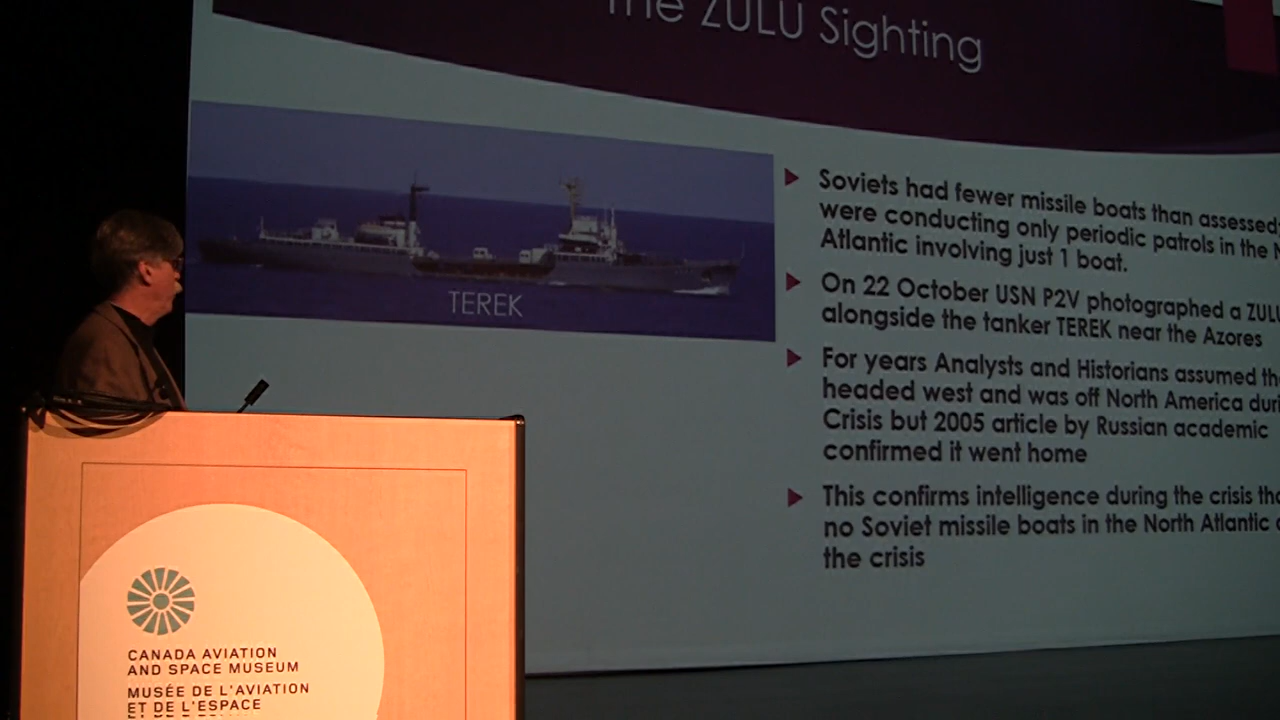 The ZULU Sighting
TEREK
Soviets had fewer missile boats than assessed
were conducting only periodic patrols in the
Atlantic involving just 1 boat.
On 22 October USN P2V photographed a ZULU
alongside the tanker TEREK near the Azores
For years Analysts and Historians assumed
headed west and was off North America
Crisis but 2005 article by Russian academic
confirmed it went home
This confirms intelligence during the crisis
no Soviet missile boats in the North Atlantic
the crisis
CANADA AVIATION
AND SPACE MUSEUM
MUSÉE DE L'AVIATION
ET DE L'ESPACE